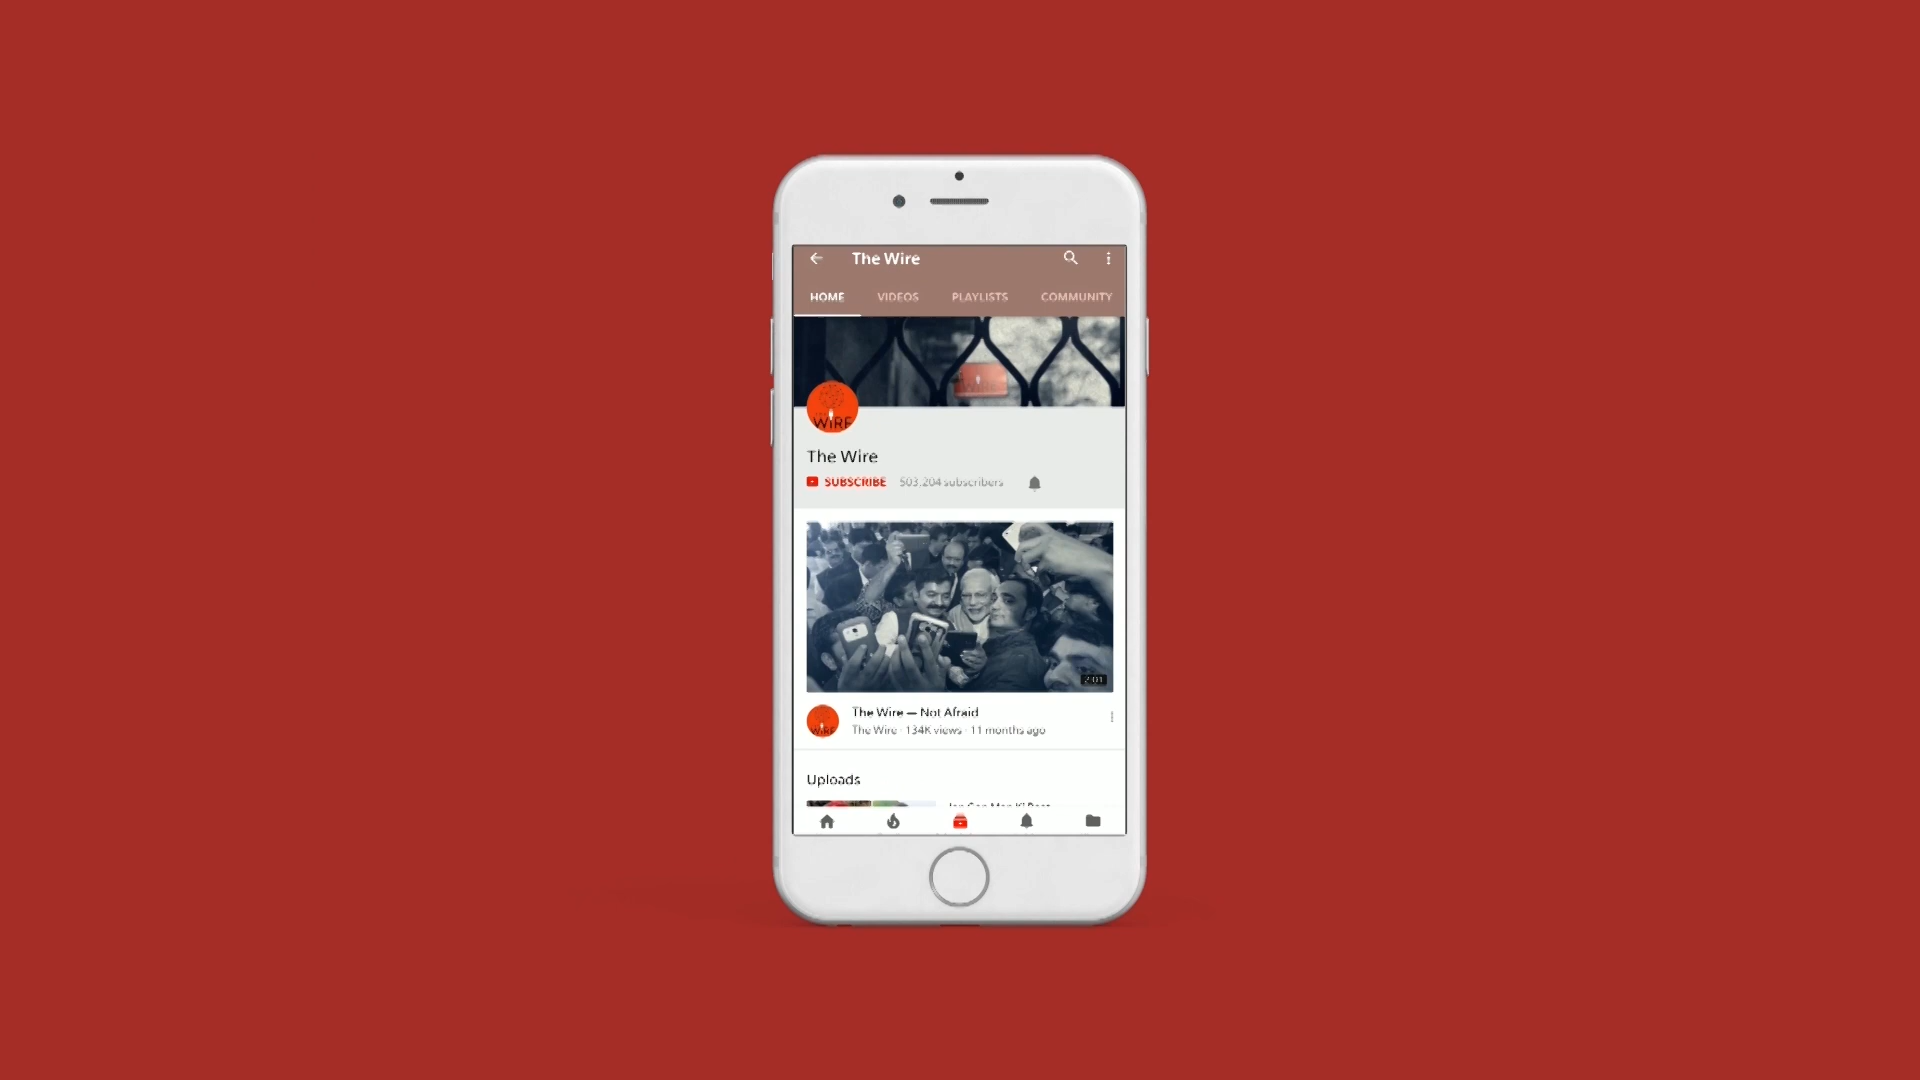 The Wire
HOME VIDEOS PLAYLISTS COMMUNITY
WIRE
The Wire
SUBSCRIBE 503,204 subscribers
2:01
The Wire — Not Afraid
WIRE
The Wire · 134K views · 11 months ago
Uploads